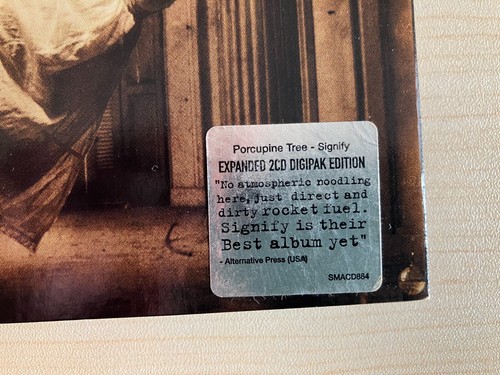 Porcupine Tree - Signify
EXPANDED 2CD DIGIPAK EDITION
"No atmospheric noodling
here, just direct and
dirty rocket fuel.
Signify is their
Best album yet"
- Alternative Press (USA)
SMACD884